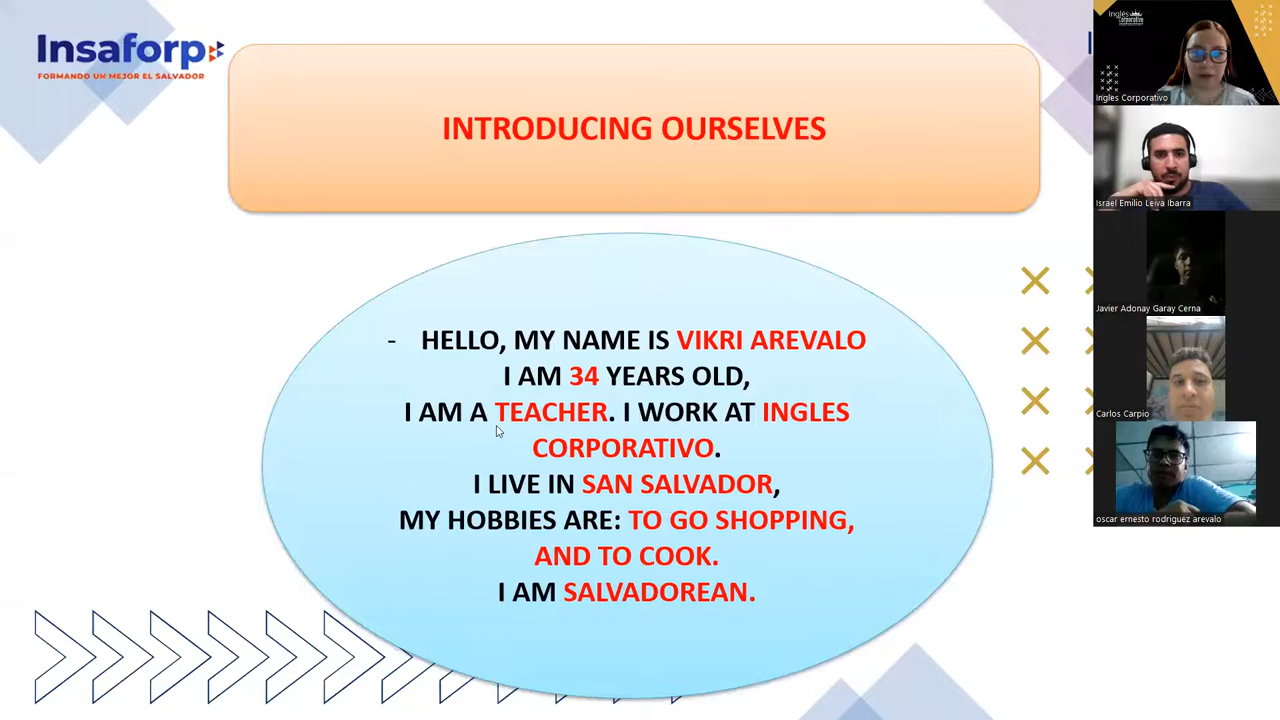 Insaforp
FORMANDO UN MEJOR EL SALVADOR
INTRODUCING OURSELVES
- HELLO, MY NAME IS VIKRI AREVALO
I AM 34 YEARS OLD,
I AM A TEACHER. I WORK AT INGLES
CORPORATIVO.
I LIVE IN SAN SALVADOR,
MY HOBBIES ARE: TO GO SHOPPING,
AND TO COOK.
I AM SALVADOREAN.
Inglés
Corporativo
Ingles Corporativo
Israel Emilio Leiva Ibarra
Javier Adonay Garay Cerna
Carlos Carpio
oscar ernesto rodriguez arevalo